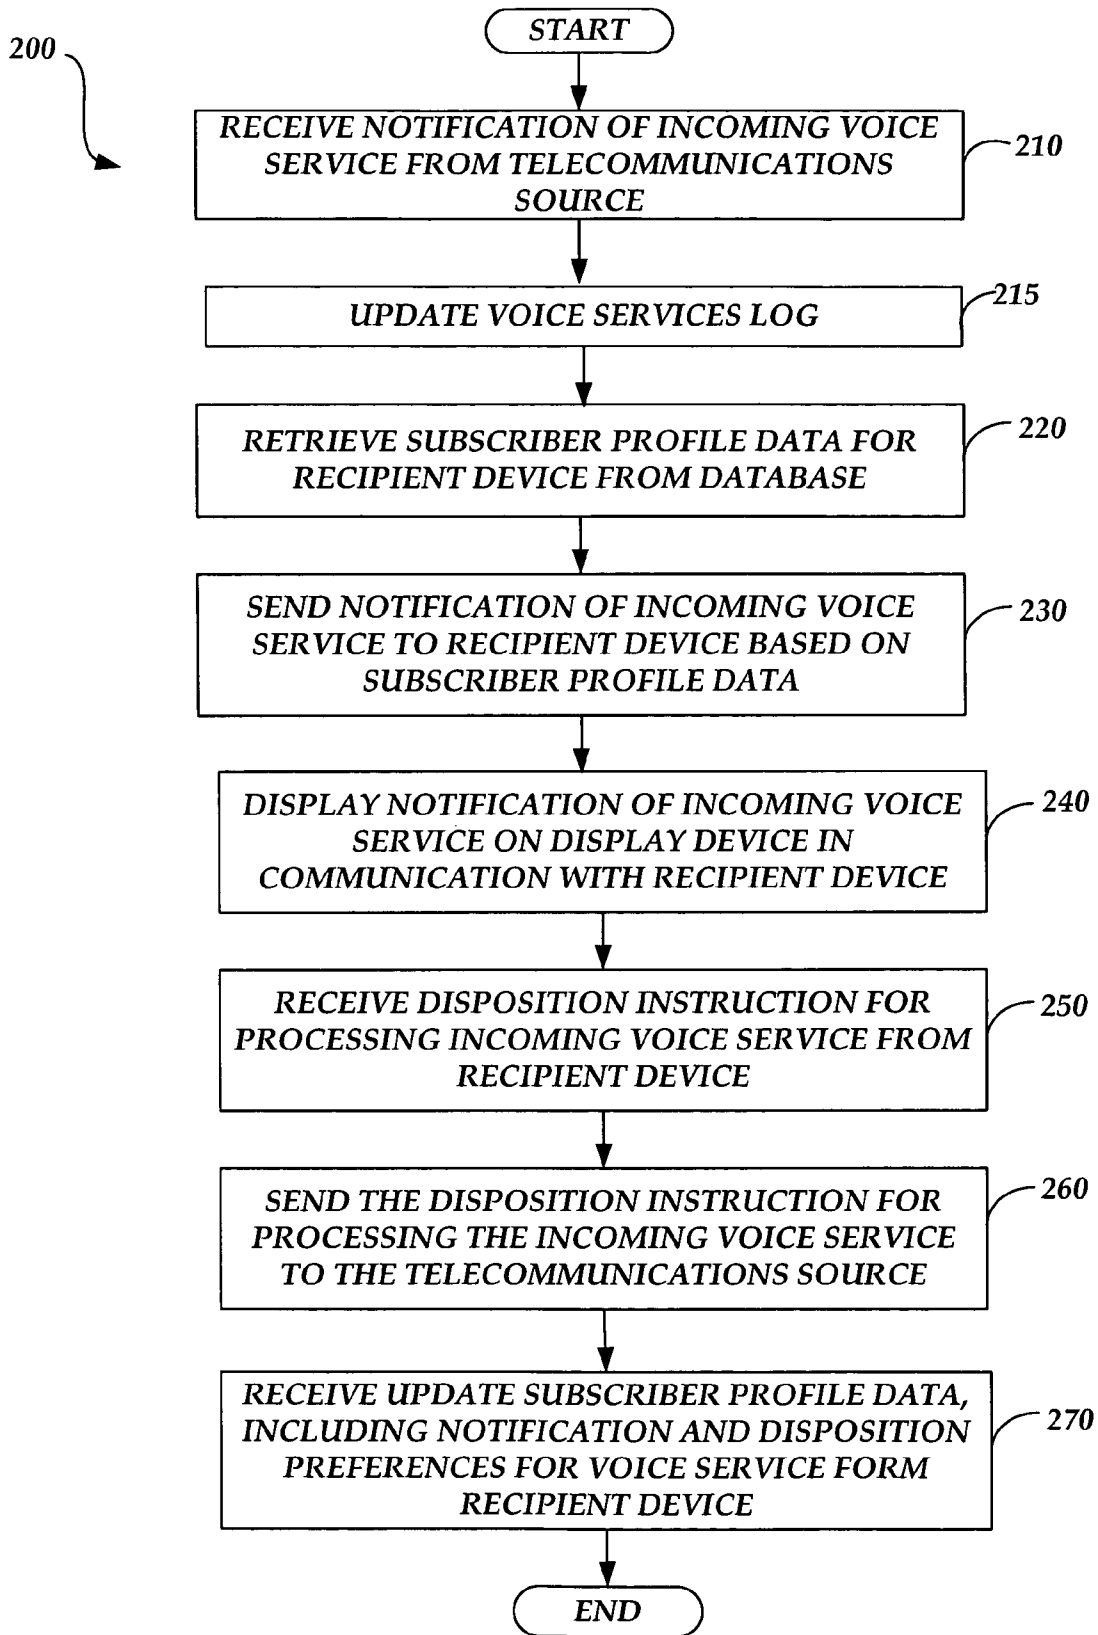 START
200
RECEIVE NOTIFICATION OF INCOMING VOICE
SERVICE FROM TELECOMMUNICATIONS
SOURCE
210
UPDATE VOICE SERVICES LOG
215
RETRIEVE SUBSCRIBER PROFILE DATA FOR
RECIPIENT DEVICE FROM DATABASE
220
SEND NOTIFICATION OF INCOMING VOICE
SERVICE TO RECIPIENT DEVICE BASED ON
SUBSCRIBER PROFILE DATA
230
DISPLAY NOTIFICATION OF INCOMING VOICE
SERVICE ON DISPLAY DEVICE IN
COMMUNICATION WITH RECIPIENT DEVICE
240
RECEIVE DISPOSITION INSTRUCTION FOR
PROCESSING INCOMING VOICE SERVICE FROM
RECIPIENT DEVICE
250
SEND THE DISPOSITION INSTRUCTION FOR
PROCESSING THE INCOMING VOICE SERVICE
TO THE TELECOMMUNICATIONS SOURCE
260
RECEIVE UPDATE SUBSCRIBER PROFILE DATA,
INCLUDING NOTIFICATION AND DISPOSITION
PREFERENCES FOR VOICE SERVICE FORM
RECIPIENT DEVICE
270
END